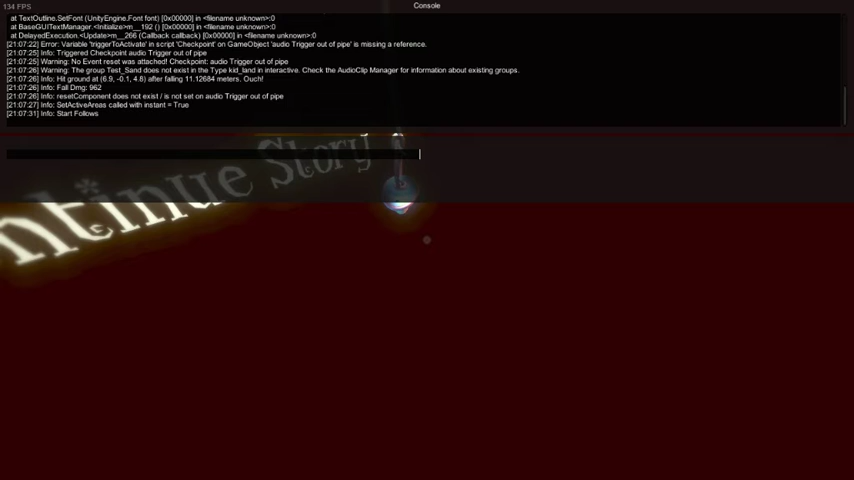 134 FPS
Console
at TextOutline.SetFont (UnityEngine.Font font) [0x00000] in <filename unknown>:0
at BaseGUITextManager.<Initialize>m__192 () [0x00000] in <filename unknown>:0
at DelayedExecution.<Update>m__266 (Callback callback) [0x00000] in <filename unknown>:0
[21:07:22] Error: Variable 'triggerToActivate' in script 'Checkpoint' on GameObject 'audio Trigger out of pipe' is missing a reference.
[21:07:25] Info: Triggered Checkpoint audio Trigger out of pipe
[21:07:25] Warning: No Event reset was attached! Checkpoint: audio Trigger out of pipe
[21:07:26] Warning: The group Test_Sand does not exist in the Type kid_land in interactive. Check the AudioClip Manager for information about existing groups.
[21:07:26] Info: Hit ground at (6.9, -0.1, 4.8) after falling 11.12684 meters. Ouch!
[21:07:26] Info: Fall Dmg: 962
[21:07:26] Info: resetComponent does not exist / is not set on audio Trigger out of pipe
[21:07:27] Info: SetActiveAreas called with instant = True
[21:07:31] Info: Start Follows
ntinue Story